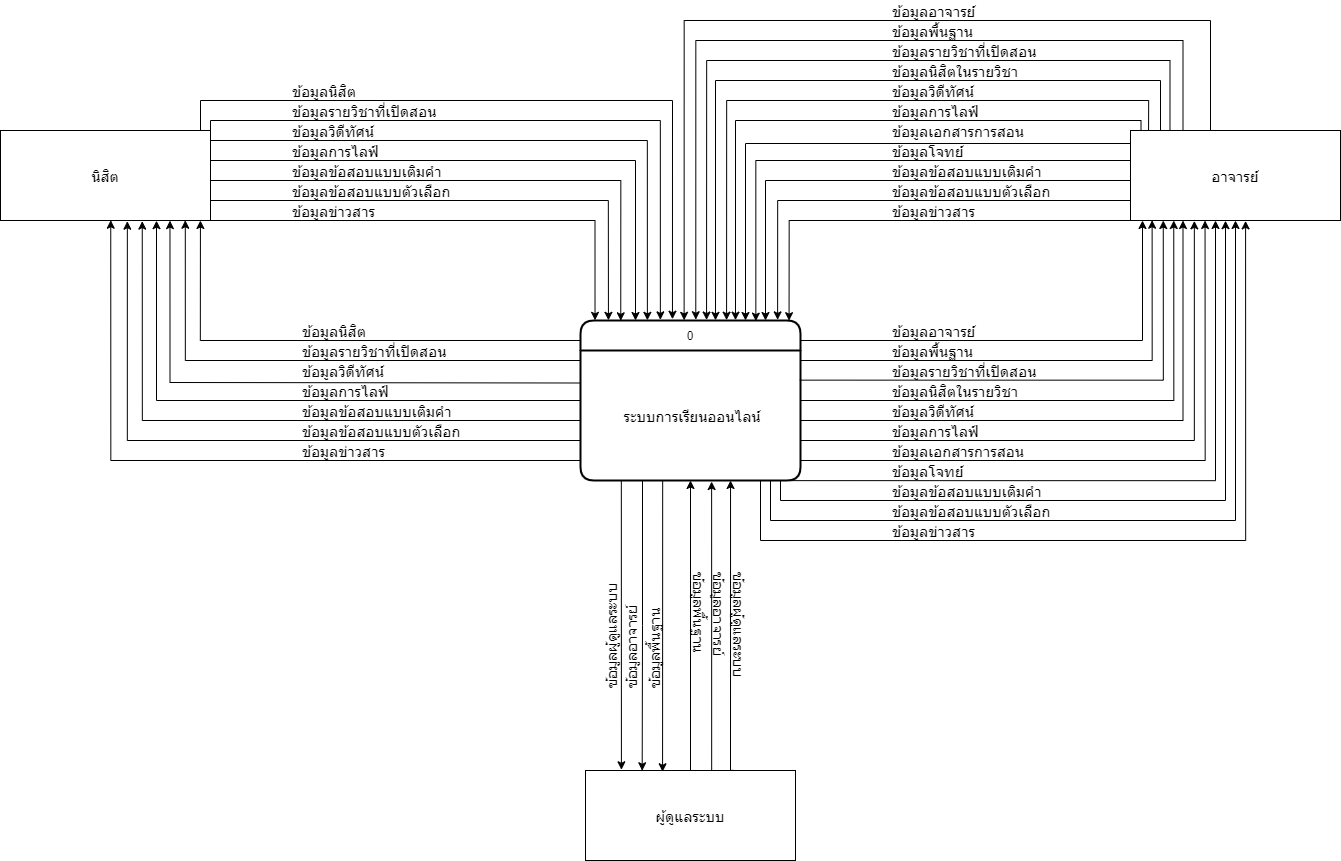 ข้อมูลอาจารย์
ข้อมูลพื้นฐาน
ข้อมูลรายวิชาที่เปิดสอน
ข้อมูลนิสิตในรายวิชา
ข้อมูลวิดีทัศน์
ข้อมูลการไลฟ์
ข้อมูลเอกสารการสอน
ข้อมูลโจทย์
ข้อมูลข้อสอบแบบเติมคำ
ข้อมูลข้อสอบแบบตัวเลือก
ข้อมูลข่าวสาร
ข้อมูลนิสิต
ข้อมูลรายวิชาที่เปิดสอน
ข้อมูลวิดีทัศน์
ข้อมูลการไลฟ์
ข้อมูลข้อสอบแบบเติมคำ
ข้อมูลข้อสอบแบบตัวเลือก
ข้อมูลข่าวสาร
นิสิต
อาจารย์
ข้อมูลนิสิต
ข้อมูลรายวิชาที่เปิดสอน
ข้อมูลวิดีทัศน์
ข้อมูลการไลฟ์
ข้อมูลข้อสอบแบบเติมคำ
ข้อมูลข้อสอบแบบตัวเลือก
ข้อมูลข่าวสาร
0
ระบบการเรียนออนไลน์
ข้อมูลอาจารย์
ข้อมูลพื้นฐาน
ข้อมูลรายวิชาที่เปิดสอน
ข้อมูลนิสิตในรายวิชา
ข้อมูลวิดีทัศน์
ข้อมูลการไลฟ์
ข้อมูลเอกสารการสอน
ข้อมูลโจทย์
ข้อมูลข้อสอบแบบเติมคำ
ข้อมูลข้อสอบแบบตัวเลือก
ข้อมูลข่าวสาร
ข้อมูลผู้ดูแลระบบ
ข้อมูลอาจารย์
ข้อมูลพื้นฐาน
ข้อมูลพื้นฐาน
ข้อมูลอาจารย์
ข้อมูลผู้ดูแลระบบ
ผู้ดูแลระบบ